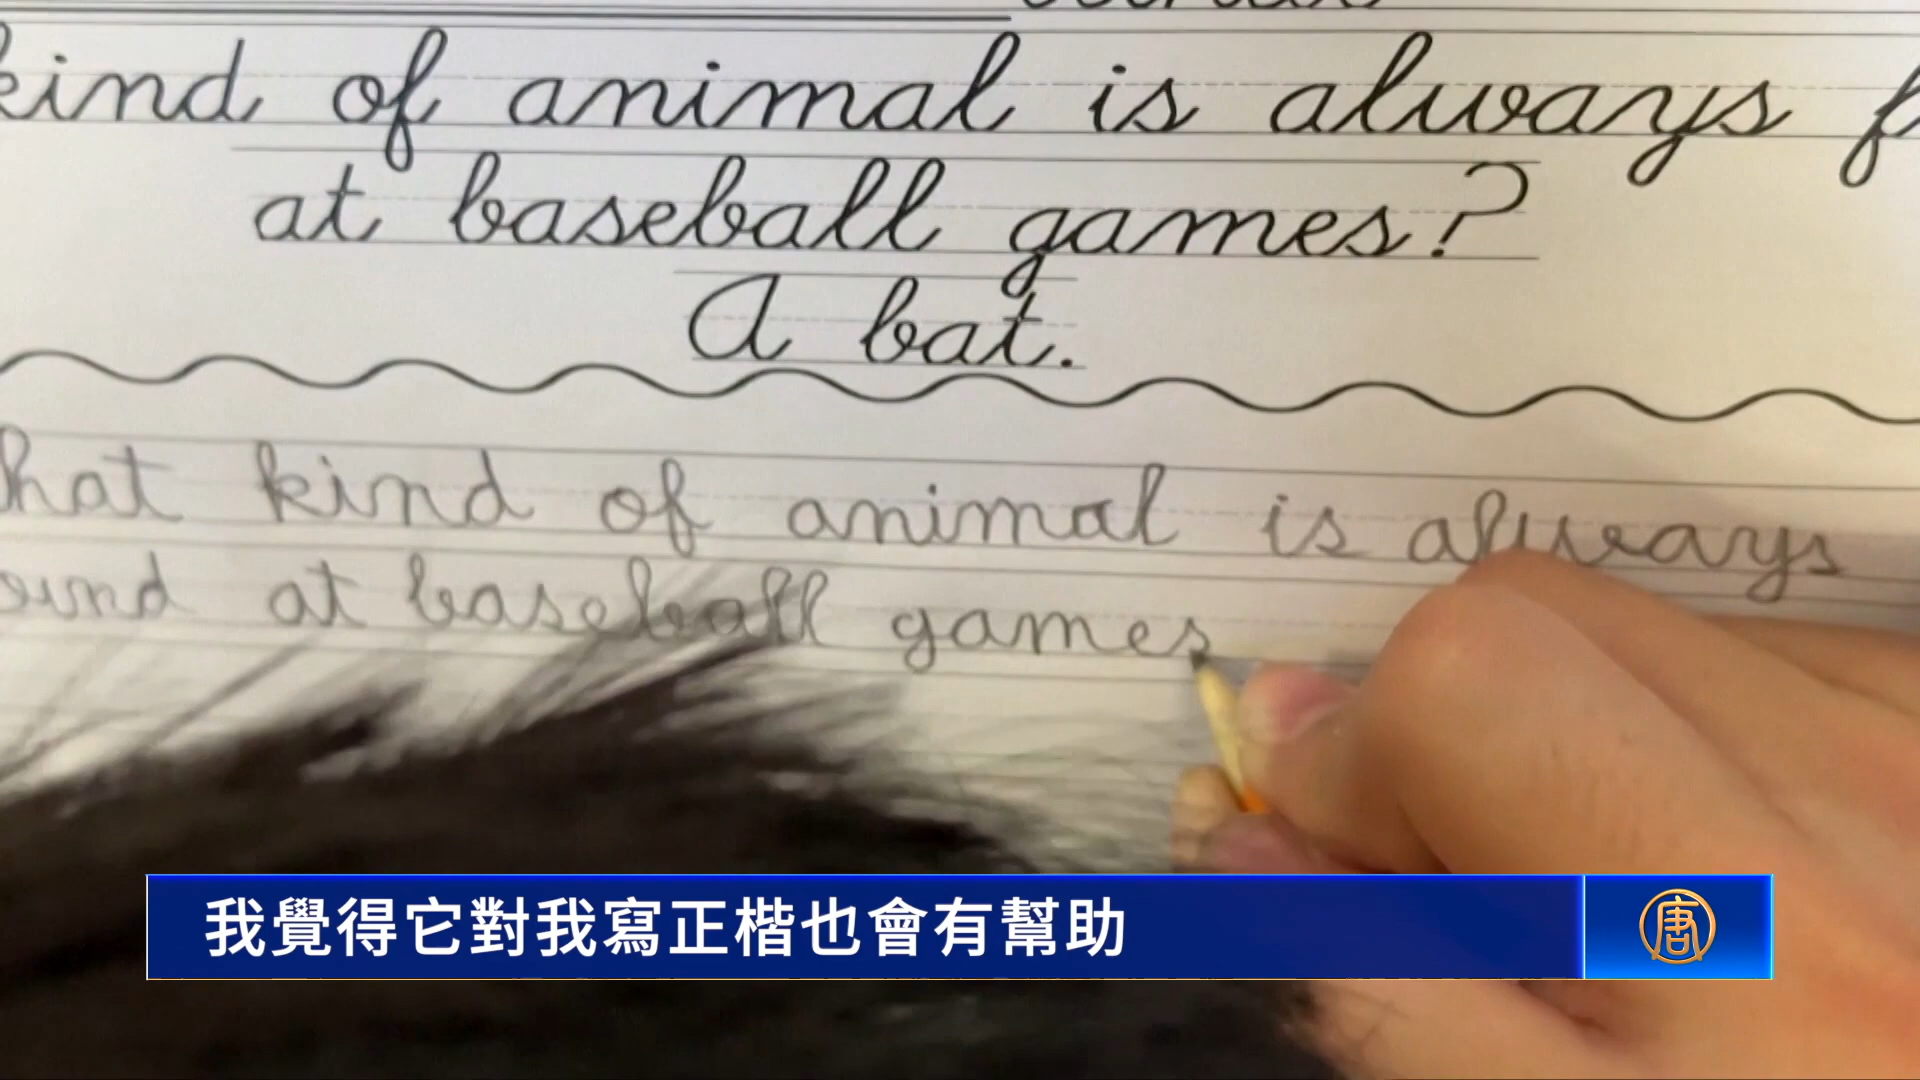 kind of animal is always f
at baseball games?
A bat.
hat kind of animal is always
ound at baseball games
我覺得它對我寫正楷也會有幫助
唐